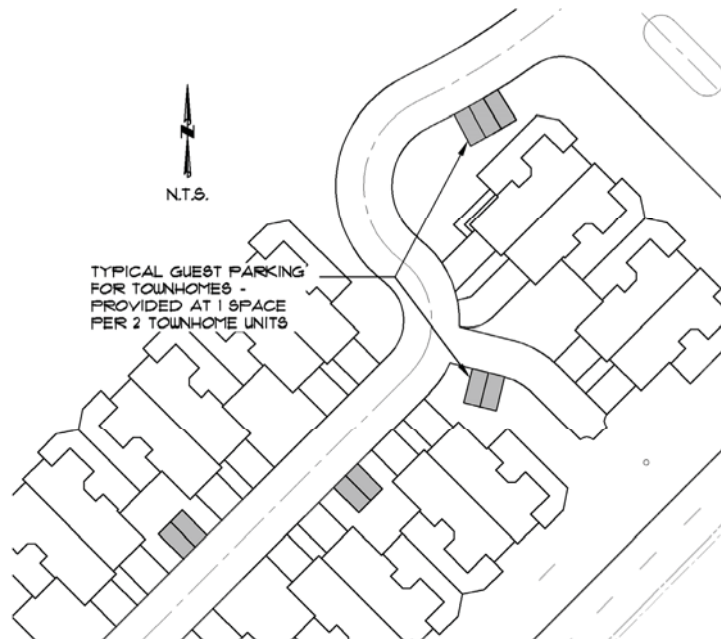 N
N.T.S.
TYPICAL GUEST PARKING
FOR TOWNHOMES -
PROVIDED AT 1 SPACE
PER 2 TOWNHOME UNITS